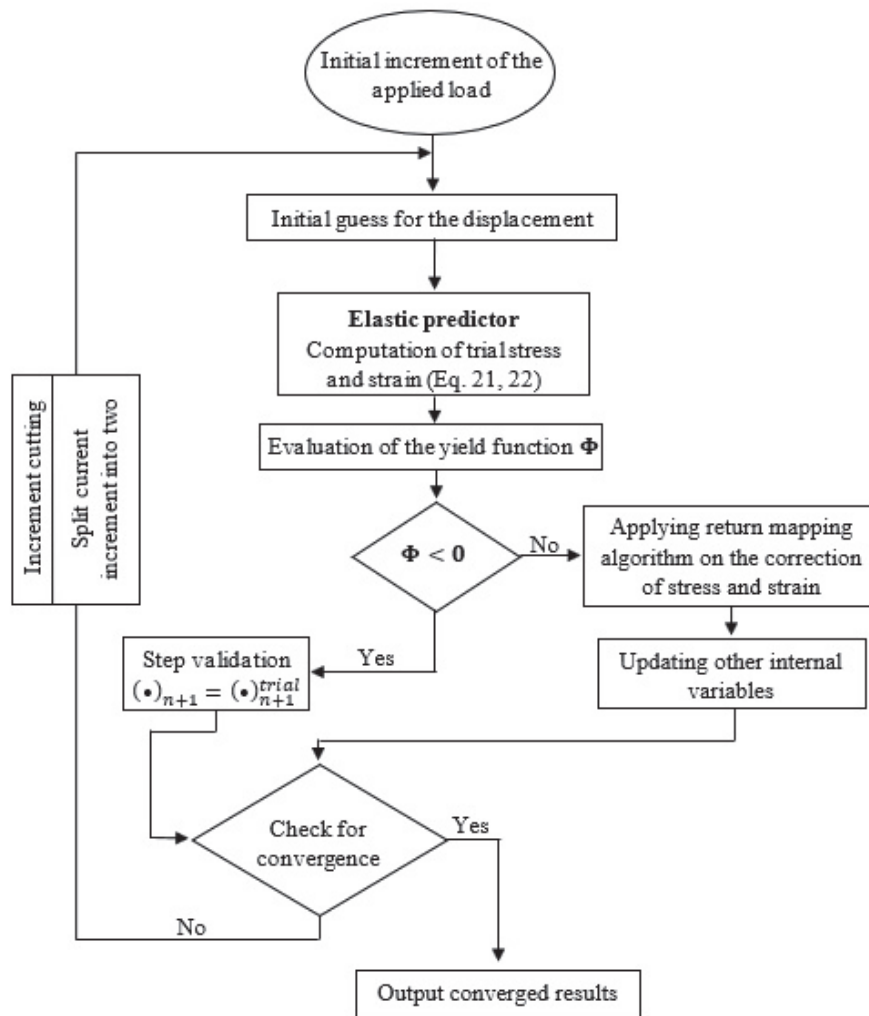 Initial increment of the
applied load
Initial guess for the displacement
Elastic predictor
Computation of trial stress
and strain (Eq. 21, 22)
Evaluation of the yield function Φ
Φ < 0
No
Applying return mapping
algorithm on the correction
of stress and strain
Updating other internal
variables
Yes
Step validation
(•)ₙ₊₁ = (•)ₙ₊₁ᵗʳⁱᵃˡ
Increment cutting
Split current
increment into two
Check for
convergence
Yes
No
Output converged results